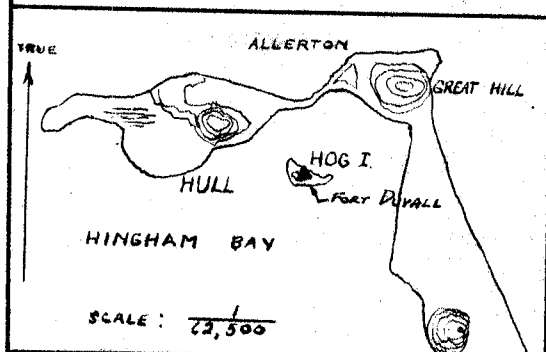 TRUE
ALLERTON
GREAT HILL
HOG I.
HULL
FORT DUVALL
HINGHAM BAY
SCALE: 1/62,500